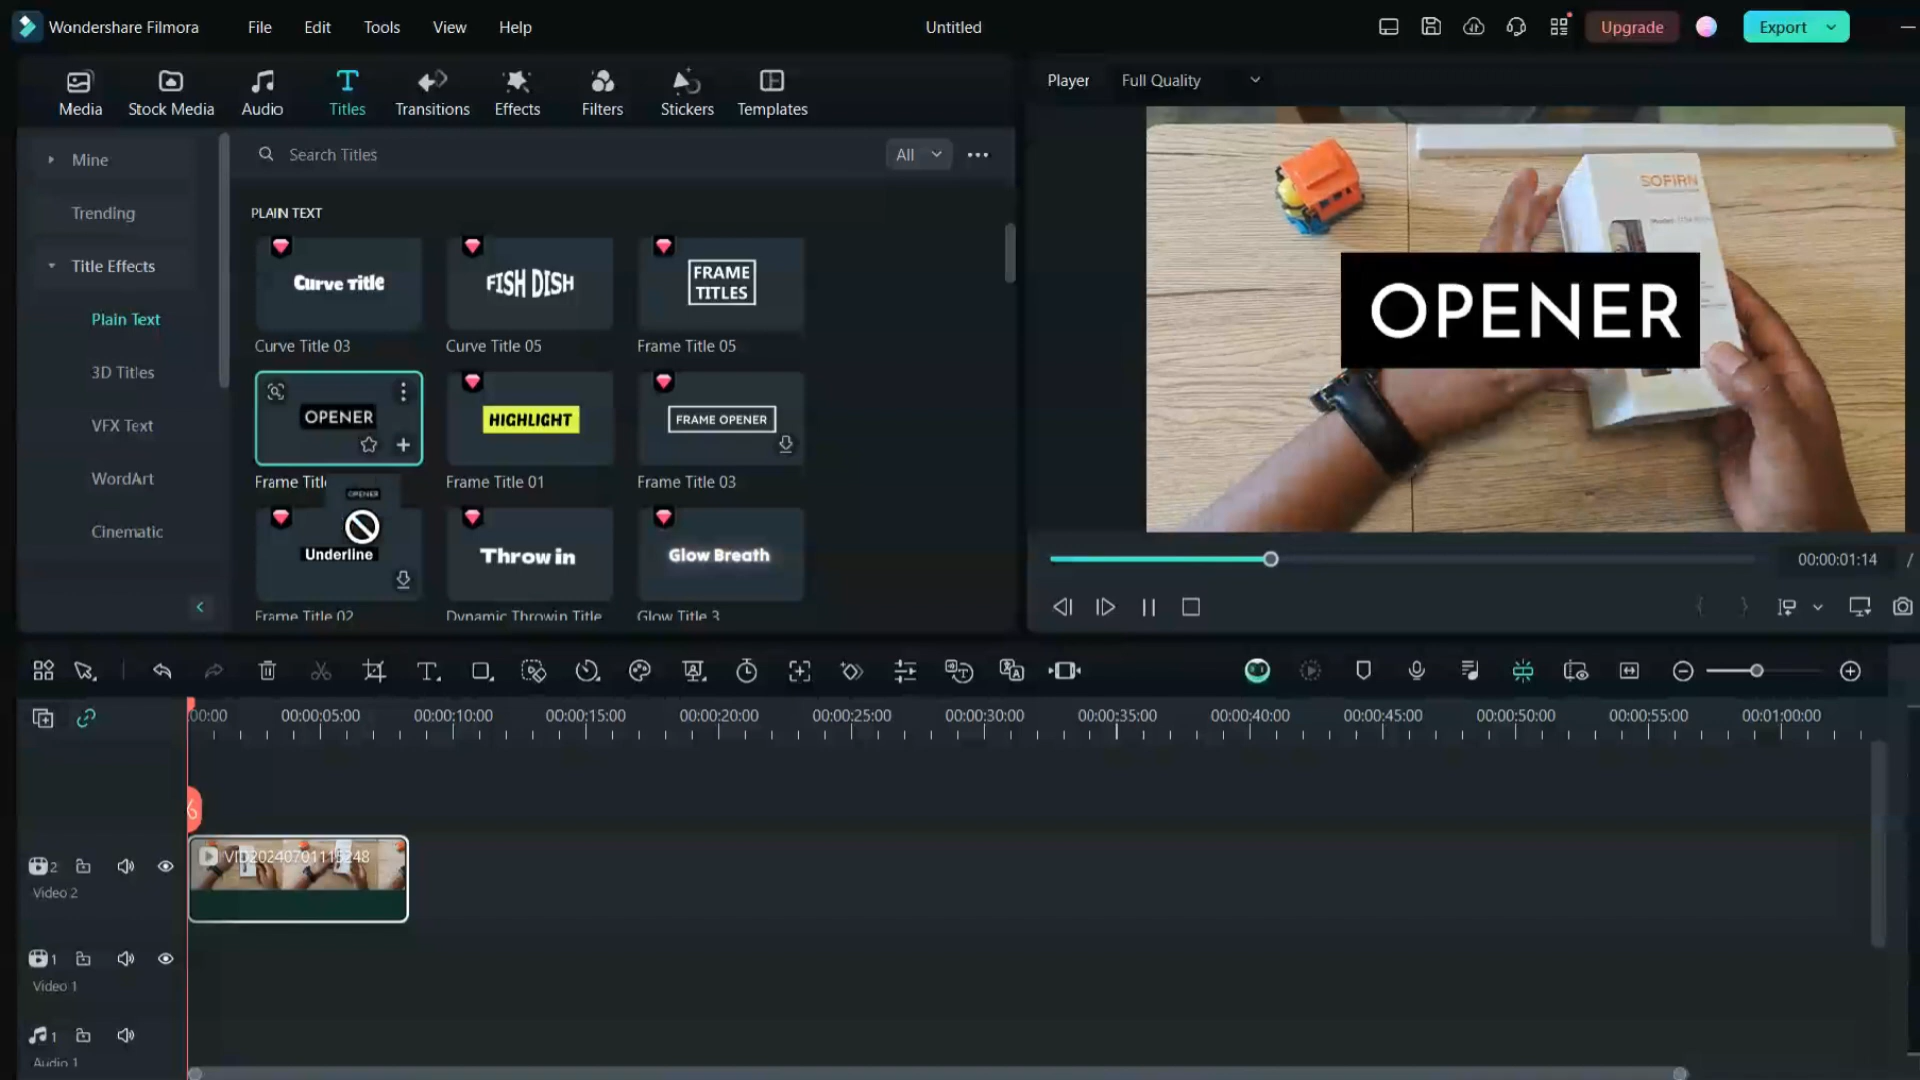 Wondershare Filmora File Edit Tools View Help Untitled Upgrade Export
Media Stock Media Audio Titles Transitions Effects Filters Stickers Templates
Player Full Quality
Mine
Trending
Title Effects
Plain Text
3D Titles
VFX Text
WordArt
Cinematic
Search Titles All
PLAIN TEXT
Curve Title FISH DISH FRAME TITLES
Curve Title 03 Curve Title 05 Frame Title 05
OPENER HIGHLIGHT FRAME OPENER
Frame Title Frame Title 01 Frame Title 03
OPENER
Underline Throw in Glow Breath
Frame Title 02 Dynamic Throwin Title Glow Title 3
SOFIRN
OPENER
00:00:01:14 /
00:00 00:00:05:00 00:00:10:00 00:00:15:00 00:00:20:00 00:00:25:00 00:00:30:00 00:00:35:00 00:00:40:00 00:00:45:00 00:00:50:00 00:00:55:00 00:01:00:00
VID20240701115248
2
Video 2
1
Video 1
1
Audio 1